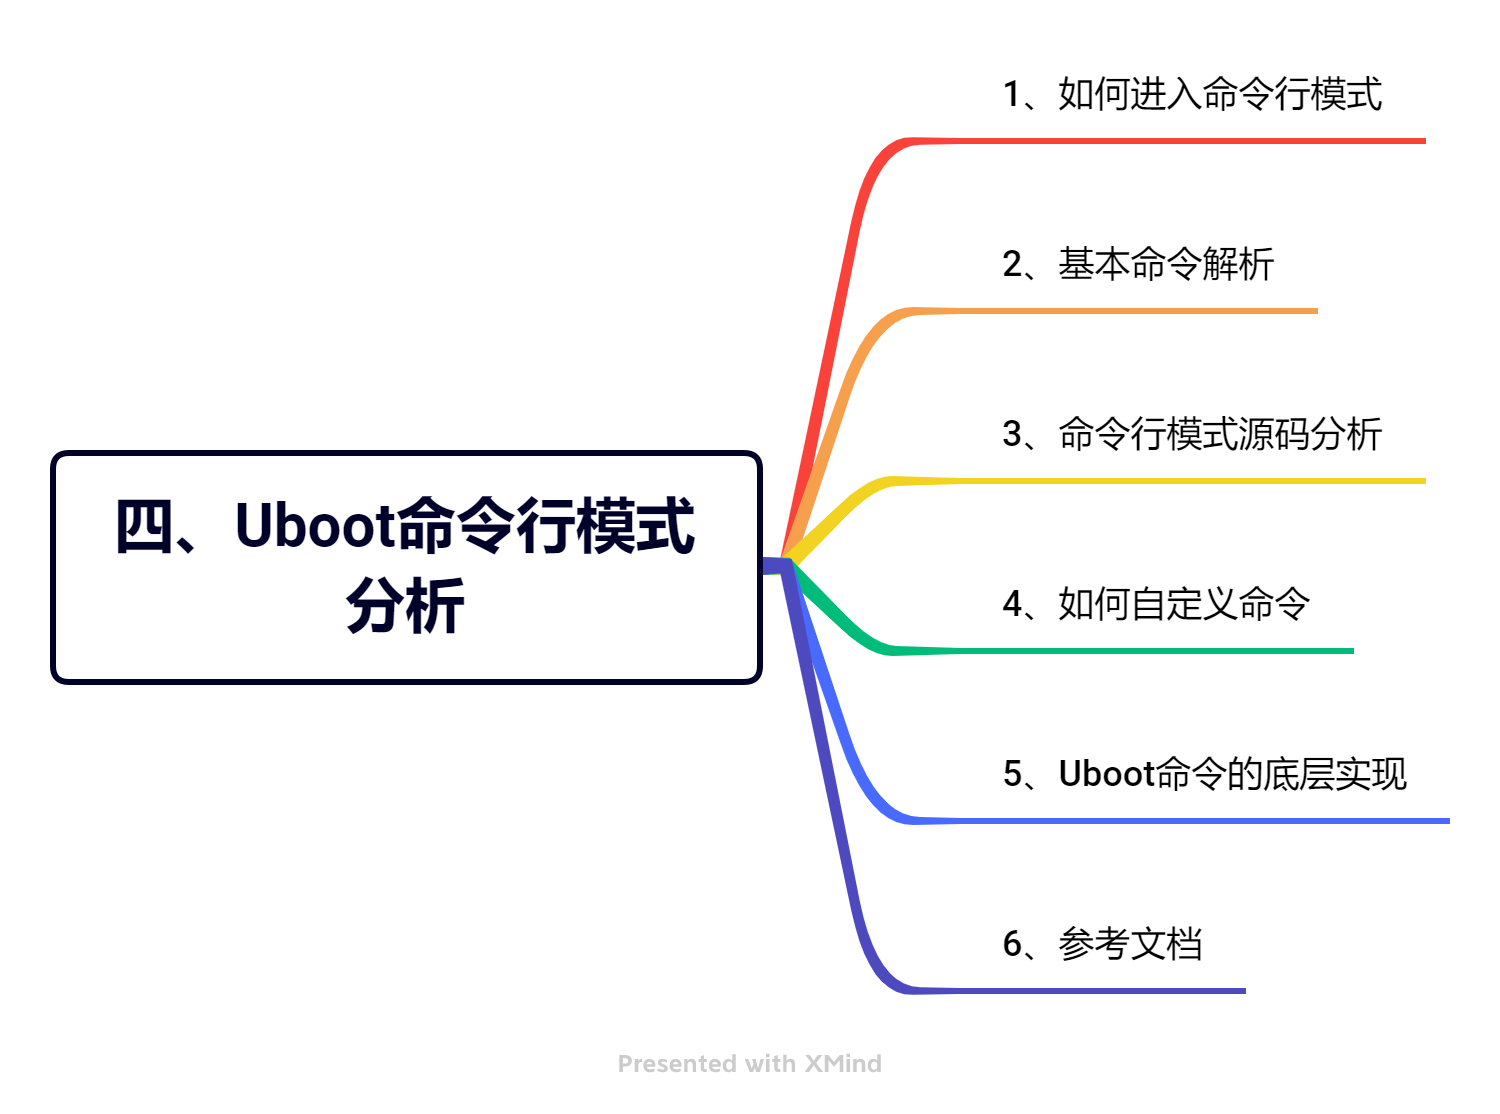 四、Uboot命令行模式
分析
1、如何进入命令行模式
2、基本命令解析
3、命令行模式源码分析
4、如何自定义命令
5、Uboot命令的底层实现
6、参考文档
Presented with XMind